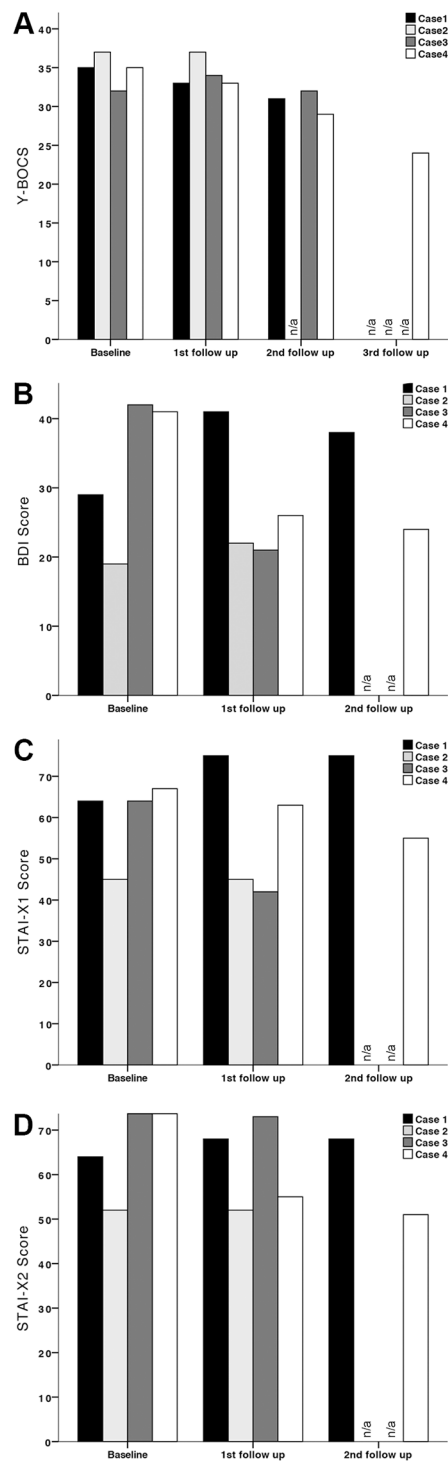 A
Case1
Case2
Case3
Case4
Y-BOCS
40
35
30
25
20
15
10
5
0
n/a
n/a
n/a
n/a
Baseline
1st follow up
2nd follow up
3rd follow up
B
Case 1
Case 2
Case 3
Case 4
BDI Score
40
30
20
10
0
n/a
n/a
Baseline
1st follow up
2nd follow up
C
Case 1
Case 2
Case 3
Case 4
STAI-X1 Score
70
60
50
40
30
20
10
0
n/a
n/a
Baseline
1st follow up
2nd follow up
D
Case 1
Case 2
Case 3
Case 4
STAI-X2 Score
70
60
50
40
30
20
10
0
n/a
n/a
Baseline
1st follow up
2nd follow up